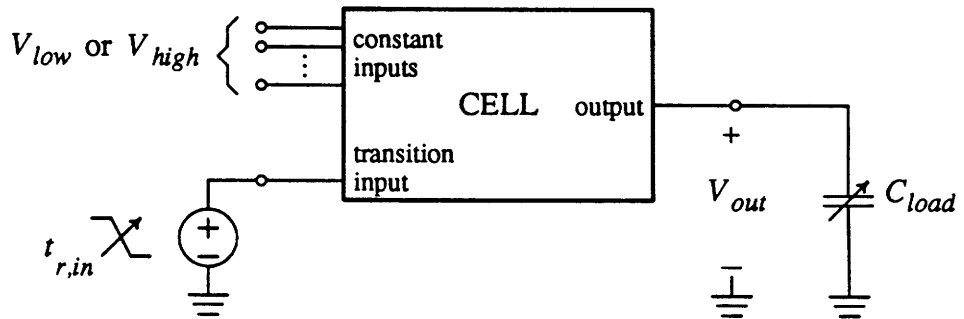 V_low or V_high
constant
inputs
CELL
output
transition
input
+
V_out
−
C_load
+
−
t_r,in